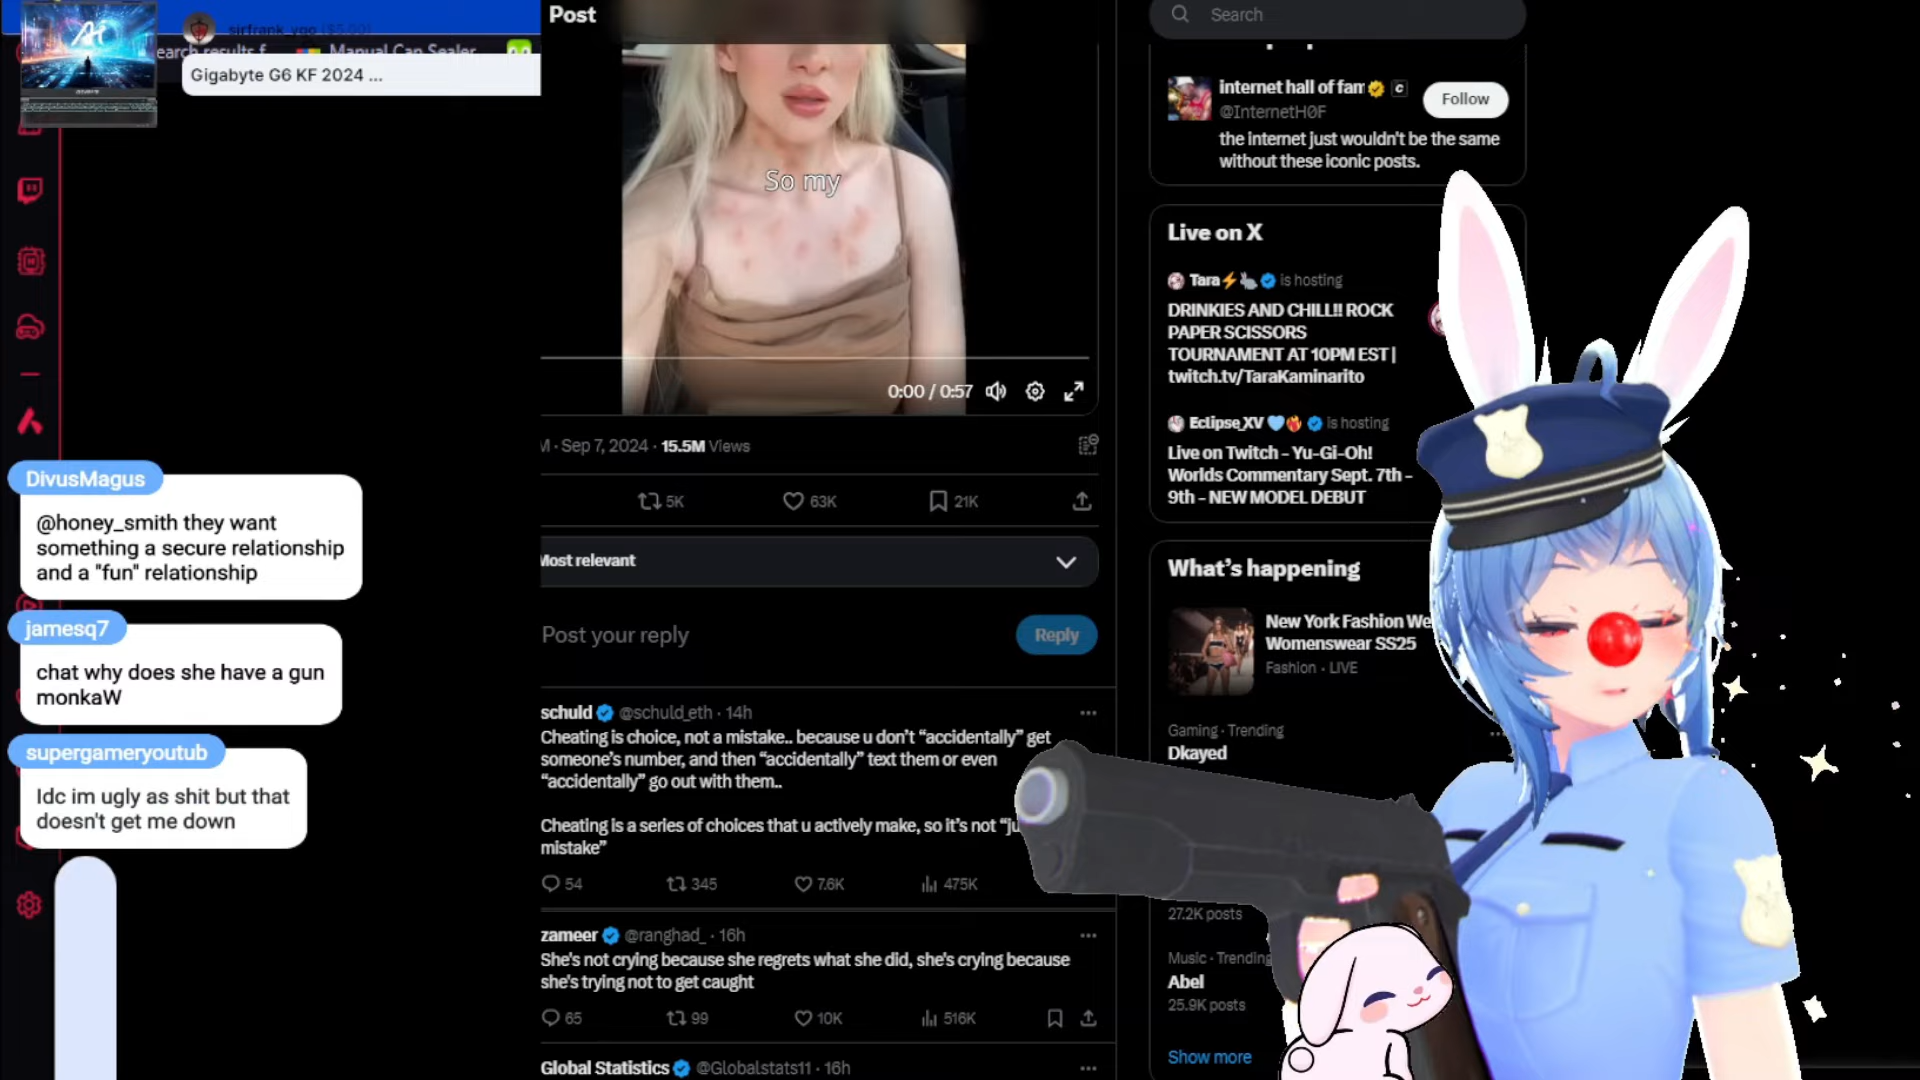 Ai
sirfrank_ygo ($5.00)
earch results f
Manual Can Sealer
Gigabyte G6 KF 2024 ...
DivusMagus
@honey_smith they want
something a secure relationship
and a "fun" relationship
jamesq7
chat why does she have a gun
monkaW
supergameryoutub
Idc im ugly as shit but that
doesn't get me down
Post
So my
0:00 / 0:57
M · Sep 7, 2024 · 15.5M Views
5K
63K
21K
Most relevant
Post your reply
Reply
schuld @schuld_eth · 14h
Cheating is choice, not a mistake.. because u don’t “accidentally” get
someone’s number, and then “accidentally” text them or even
“accidentally” go out with them..
Cheating is a series of choices that u actively make, so it’s not “ju
mistake”
54
345
7.6K
475K
zameer @ranghad_ · 16h
She's not crying because she regrets what she did, she's crying because
she's trying not to get caught
65
99
10K
516K
Global Statistics @Globalstats11 · 16h
Search
internet hall of fam
@InternetH0F
Follow
the internet just wouldn't be the same
without these iconic posts.
Live on X
Tara is hosting
DRINKIES AND CHILL!! ROCK
PAPER SCISSORS
TOURNAMENT AT 10PM EST |
twitch.tv/TaraKaminarito
Eclipse_XV is hosting
Live on Twitch - Yu-Gi-Oh!
Worlds Commentary Sept. 7th -
9th - NEW MODEL DEBUT
What’s happening
New York Fashion We
Womenswear SS25
Fashion · LIVE
Gaming · Trending
Dkayed
27.2K posts
Music · Trending
Abel
25.9K posts
Show more